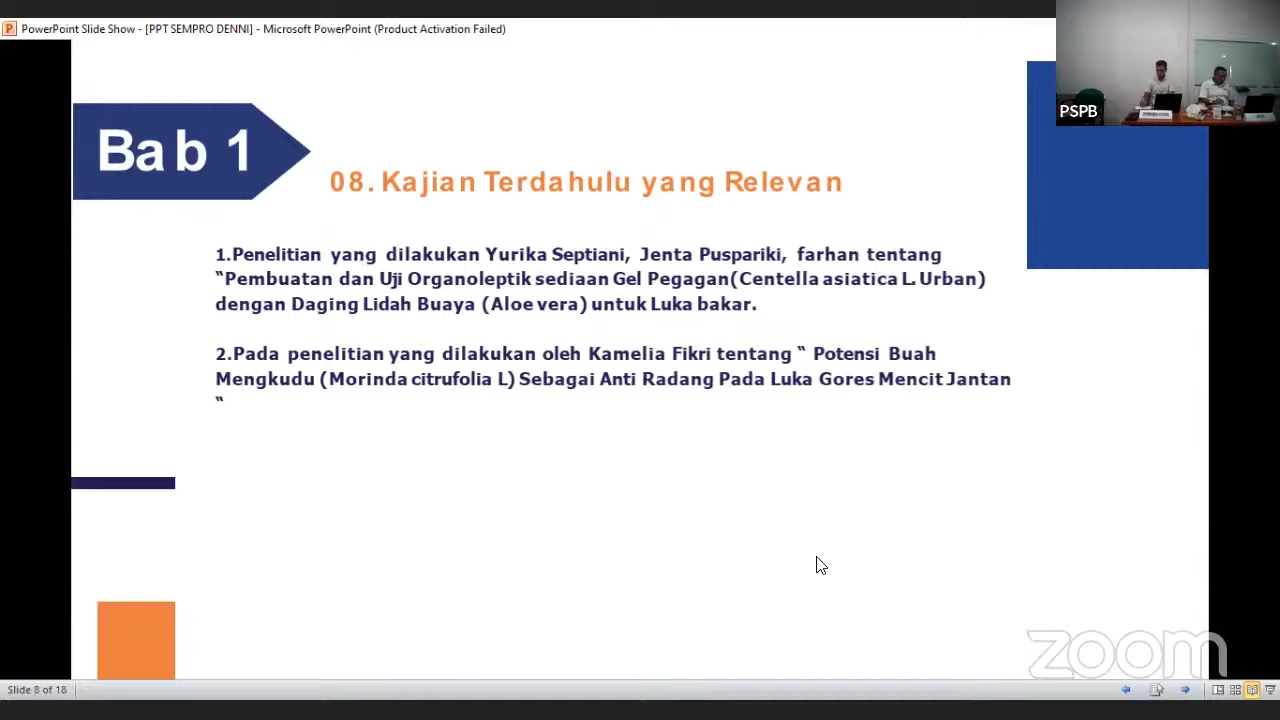 PowerPoint Slide Show - [PPT SEMPRO DENNI] - Microsoft PowerPoint (Product Activation Failed)
PSPB
Bab 1
08. Kajian Terdahulu yang Relevan
1.Penelitian yang dilakukan Yurika Septiani, Jenta Puspariki, farhan tentang
“Pembuatan dan Uji Organoleptik sediaan Gel Pegagan(Centella asiatica L. Urban)
dengan Daging Lidah Buaya (Aloe vera) untuk Luka bakar.
2.Pada penelitian yang dilakukan oleh Kamelia Fikri tentang “ Potensi Buah
Mengkudu (Morinda citrufolia L) Sebagai Anti Radang Pada Luka Gores Mencit Jantan
“
zoom
Slide 8 of 18